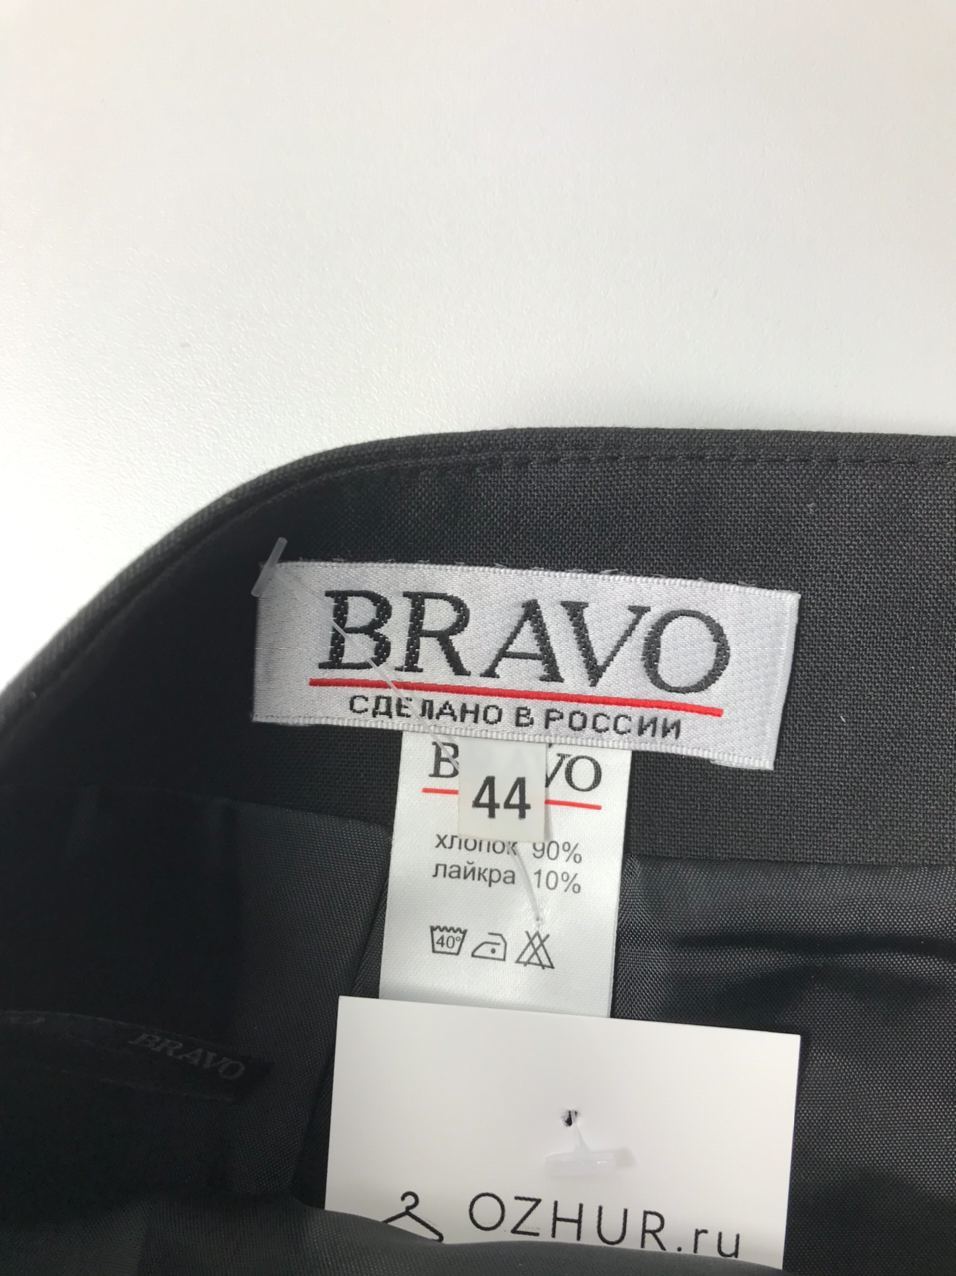 BRAVO
СДЕЛАНО В РОССИИ
44
хлопок 90%
лайкра 10%
40°
BRAVO
OZHUR.ru